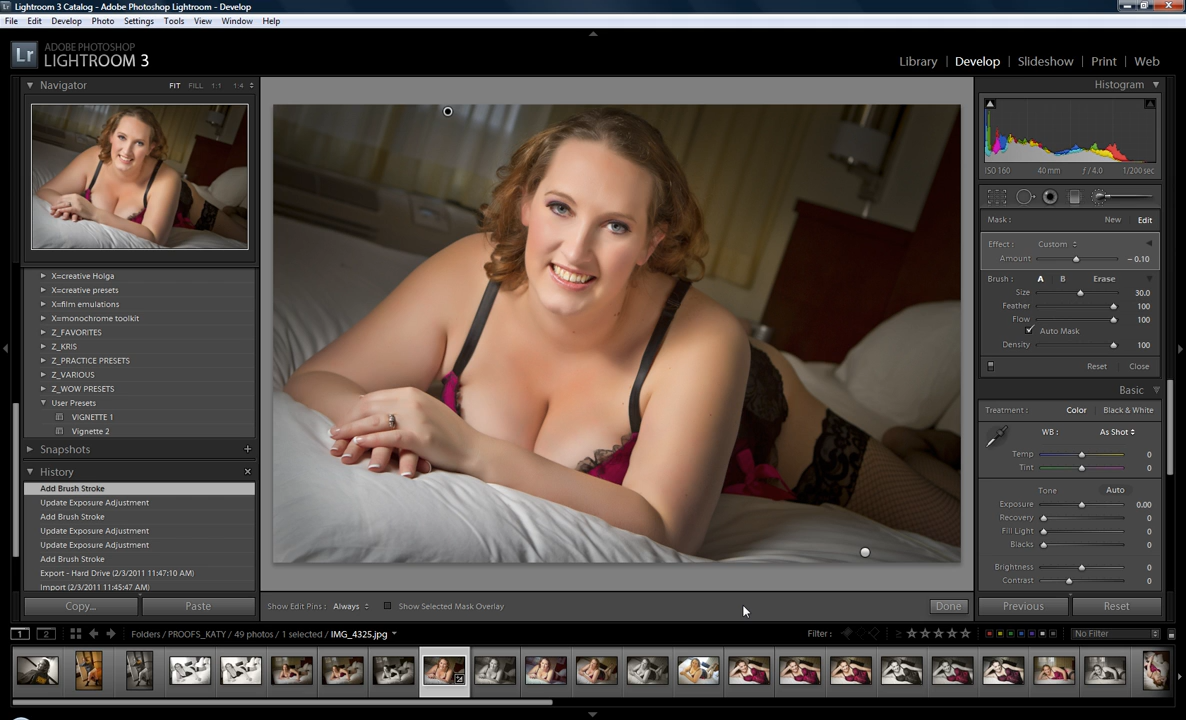 Lightroom 3 Catalog - Adobe Photoshop Lightroom - Develop
File Edit Develop Photo Settings Tools View Window Help
Lr ADOBE PHOTOSHOP
LIGHTROOM 3
Library | Develop | Slideshow | Print | Web
Navigator FIT FILL 1:1 1:4
X=creative Holga
X=creative presets
X=film emulations
X=monochrome toolkit
Z_FAVORITES
Z_KRIS
Z_PRACTICE PRESETS
Z_VARIOUS
Z_WOW PRESETS
User Presets
VIGNETTE 1
Vignette 2
Snapshots +
History ×
Add Brush Stroke
Update Exposure Adjustment
Add Brush Stroke
Update Exposure Adjustment
Update Exposure Adjustment
Add Brush Stroke
Export - Hard Drive (2/3/2011 11:47:10 AM)
Import (2/3/2011 11:45:47 AM)
Copy... Paste
Show Edit Pins : Always Show Selected Mask Overlay Done
Histogram
ISO 160 40 mm f / 4.0 1/200 sec
Mask : New Edit
Effect : Custom
Amount – 0.10
Brush : A B Erase
Size 30.0
Feather 100
Flow 100
Auto Mask
Density 100
Reset Close
Basic
Treatment : Color Black & White
WB : As Shot
Temp 0
Tint 0
Tone Auto
Exposure 0.00
Recovery 0
Fill Light 0
Blacks 0
Brightness 0
Contrast 0
Previous Reset
1 2 Folders / PROOFS_KATY / 49 photos / 1 selected / IMG_4325.jpg Filter : No Filter